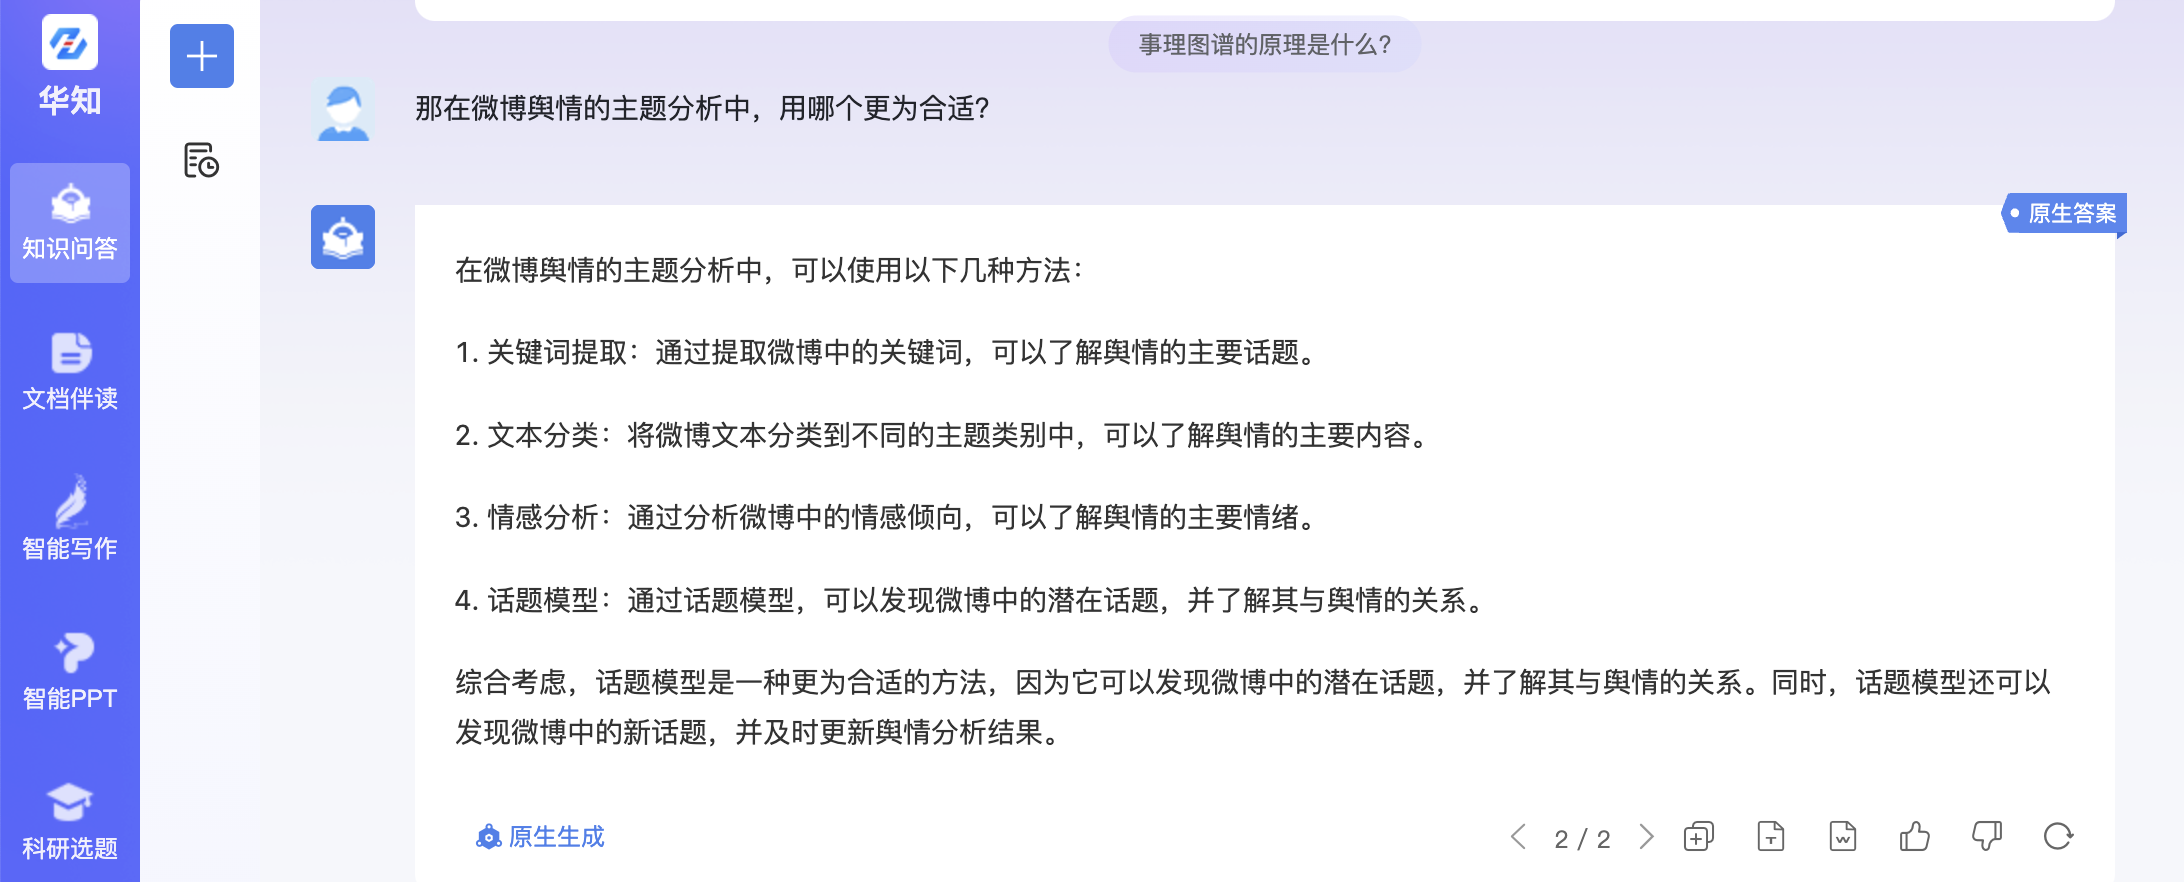 华知
知识问答
文档伴读
智能写作
智能PPT
科研选题
事理图谱的原理是什么?
那在微博舆情的主题分析中，用哪个更为合适?
原生答案
在微博舆情的主题分析中，可以使用以下几种方法：
1. 关键词提取：通过提取微博中的关键词，可以了解舆情的主要话题。
2. 文本分类：将微博文本分类到不同的主题类别中，可以了解舆情的主要内容。
3. 情感分析：通过分析微博中的情感倾向，可以了解舆情的主要情绪。
4. 话题模型：通过话题模型，可以发现微博中的潜在话题，并了解其与舆情的关系。
综合考虑，话题模型是一种更为合适的方法，因为它可以发现微博中的潜在话题，并了解其与舆情的关系。同时，话题模型还可以
发现微博中的新话题，并及时更新舆情分析结果。
原生生成
2 / 2